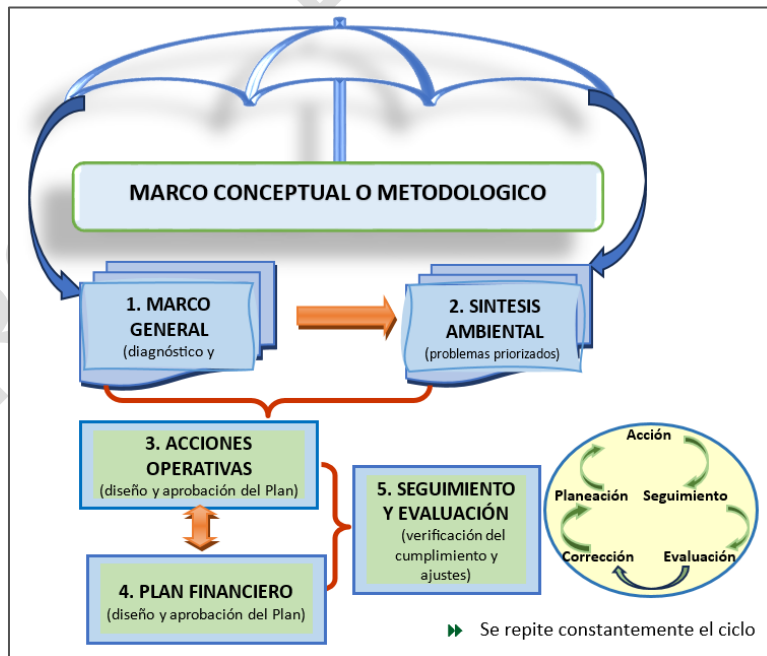 MARCO CONCEPTUAL O METODOLOGICO
1. MARCO
GENERAL
(diagnóstico y
2. SINTESIS
AMBIENTAL
(problemas priorizados)
3. ACCIONES
OPERATIVAS
(diseño y aprobación del Plan)
4. PLAN FINANCIERO
(diseño y aprobación del Plan)
5. SEGUIMIENTO
Y EVALUACIÓN
(verificación del
cumplimiento y
ajustes)
Acción
Planeación
Seguimiento
Corrección
Evaluación
Se repite constantemente el ciclo